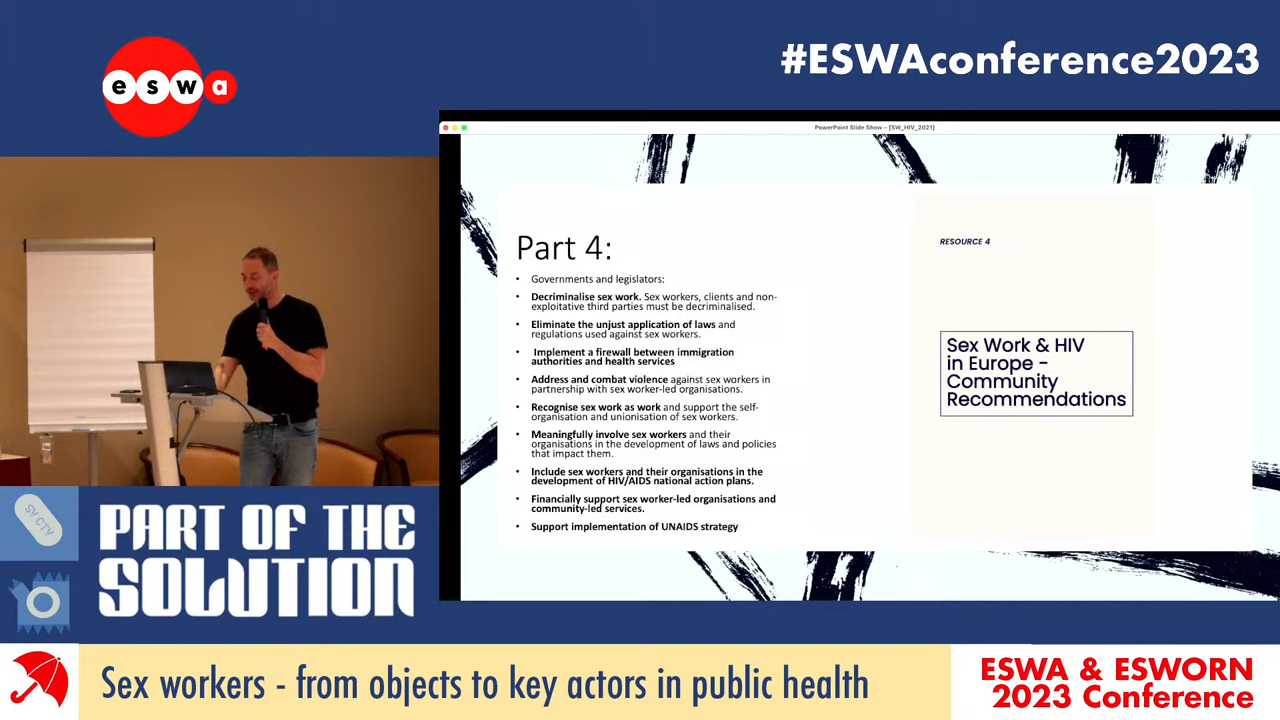 eswa
#ESWAconference2023
PowerPoint Slide Show – [SW_HIV_2021]
Part 4:
• Governments and legislators:
• Decriminalise sex work. Sex workers, clients and non-
exploitative third parties must be decriminalised.
• Eliminate the unjust application of laws and
regulations used against sex workers.
• Implement a firewall between immigration
authorities and health services
• Address and combat violence against sex workers in
partnership with sex worker-led organisations.
• Recognise sex work as work and support the self-
organisation and unionisation of sex workers.
• Meaningfully involve sex workers and their
organisations in the development of laws and policies
that impact them.
• Include sex workers and their organisations in the
development of HIV/AIDS national action plans.
• Financially support sex worker-led organisations and
community-led services.
• Support implementation of UNAIDS strategy
RESOURCE 4
Sex Work & HIV
in Europe -
Community
Recommendations
PART OF THE
SOLUTION
Sex workers - from objects to key actors in public health
ESWA & ESWORN
2023 Conference